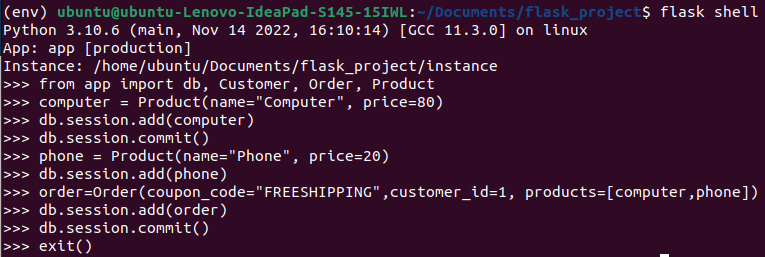 (env) ubuntu@ubuntu-Lenovo-IdeaPad-S145-15IWL:~/Documents/flask_project$ flask shell
Python 3.10.6 (main, Nov 14 2022, 16:10:14) [GCC 11.3.0] on linux
App: app [production]
Instance: /home/ubuntu/Documents/flask_project/instance
>>> from app import db, Customer, Order, Product
>>> computer = Product(name="Computer", price=80)
>>> db.session.add(computer)
>>> db.session.commit()
>>> phone = Product(name="Phone", price=20)
>>> db.session.add(phone)
>>> order=Order(coupon_code="FREESHIPPING",customer_id=1, products=[computer,phone])
>>> db.session.add(order)
>>> db.session.commit()
>>> exit()